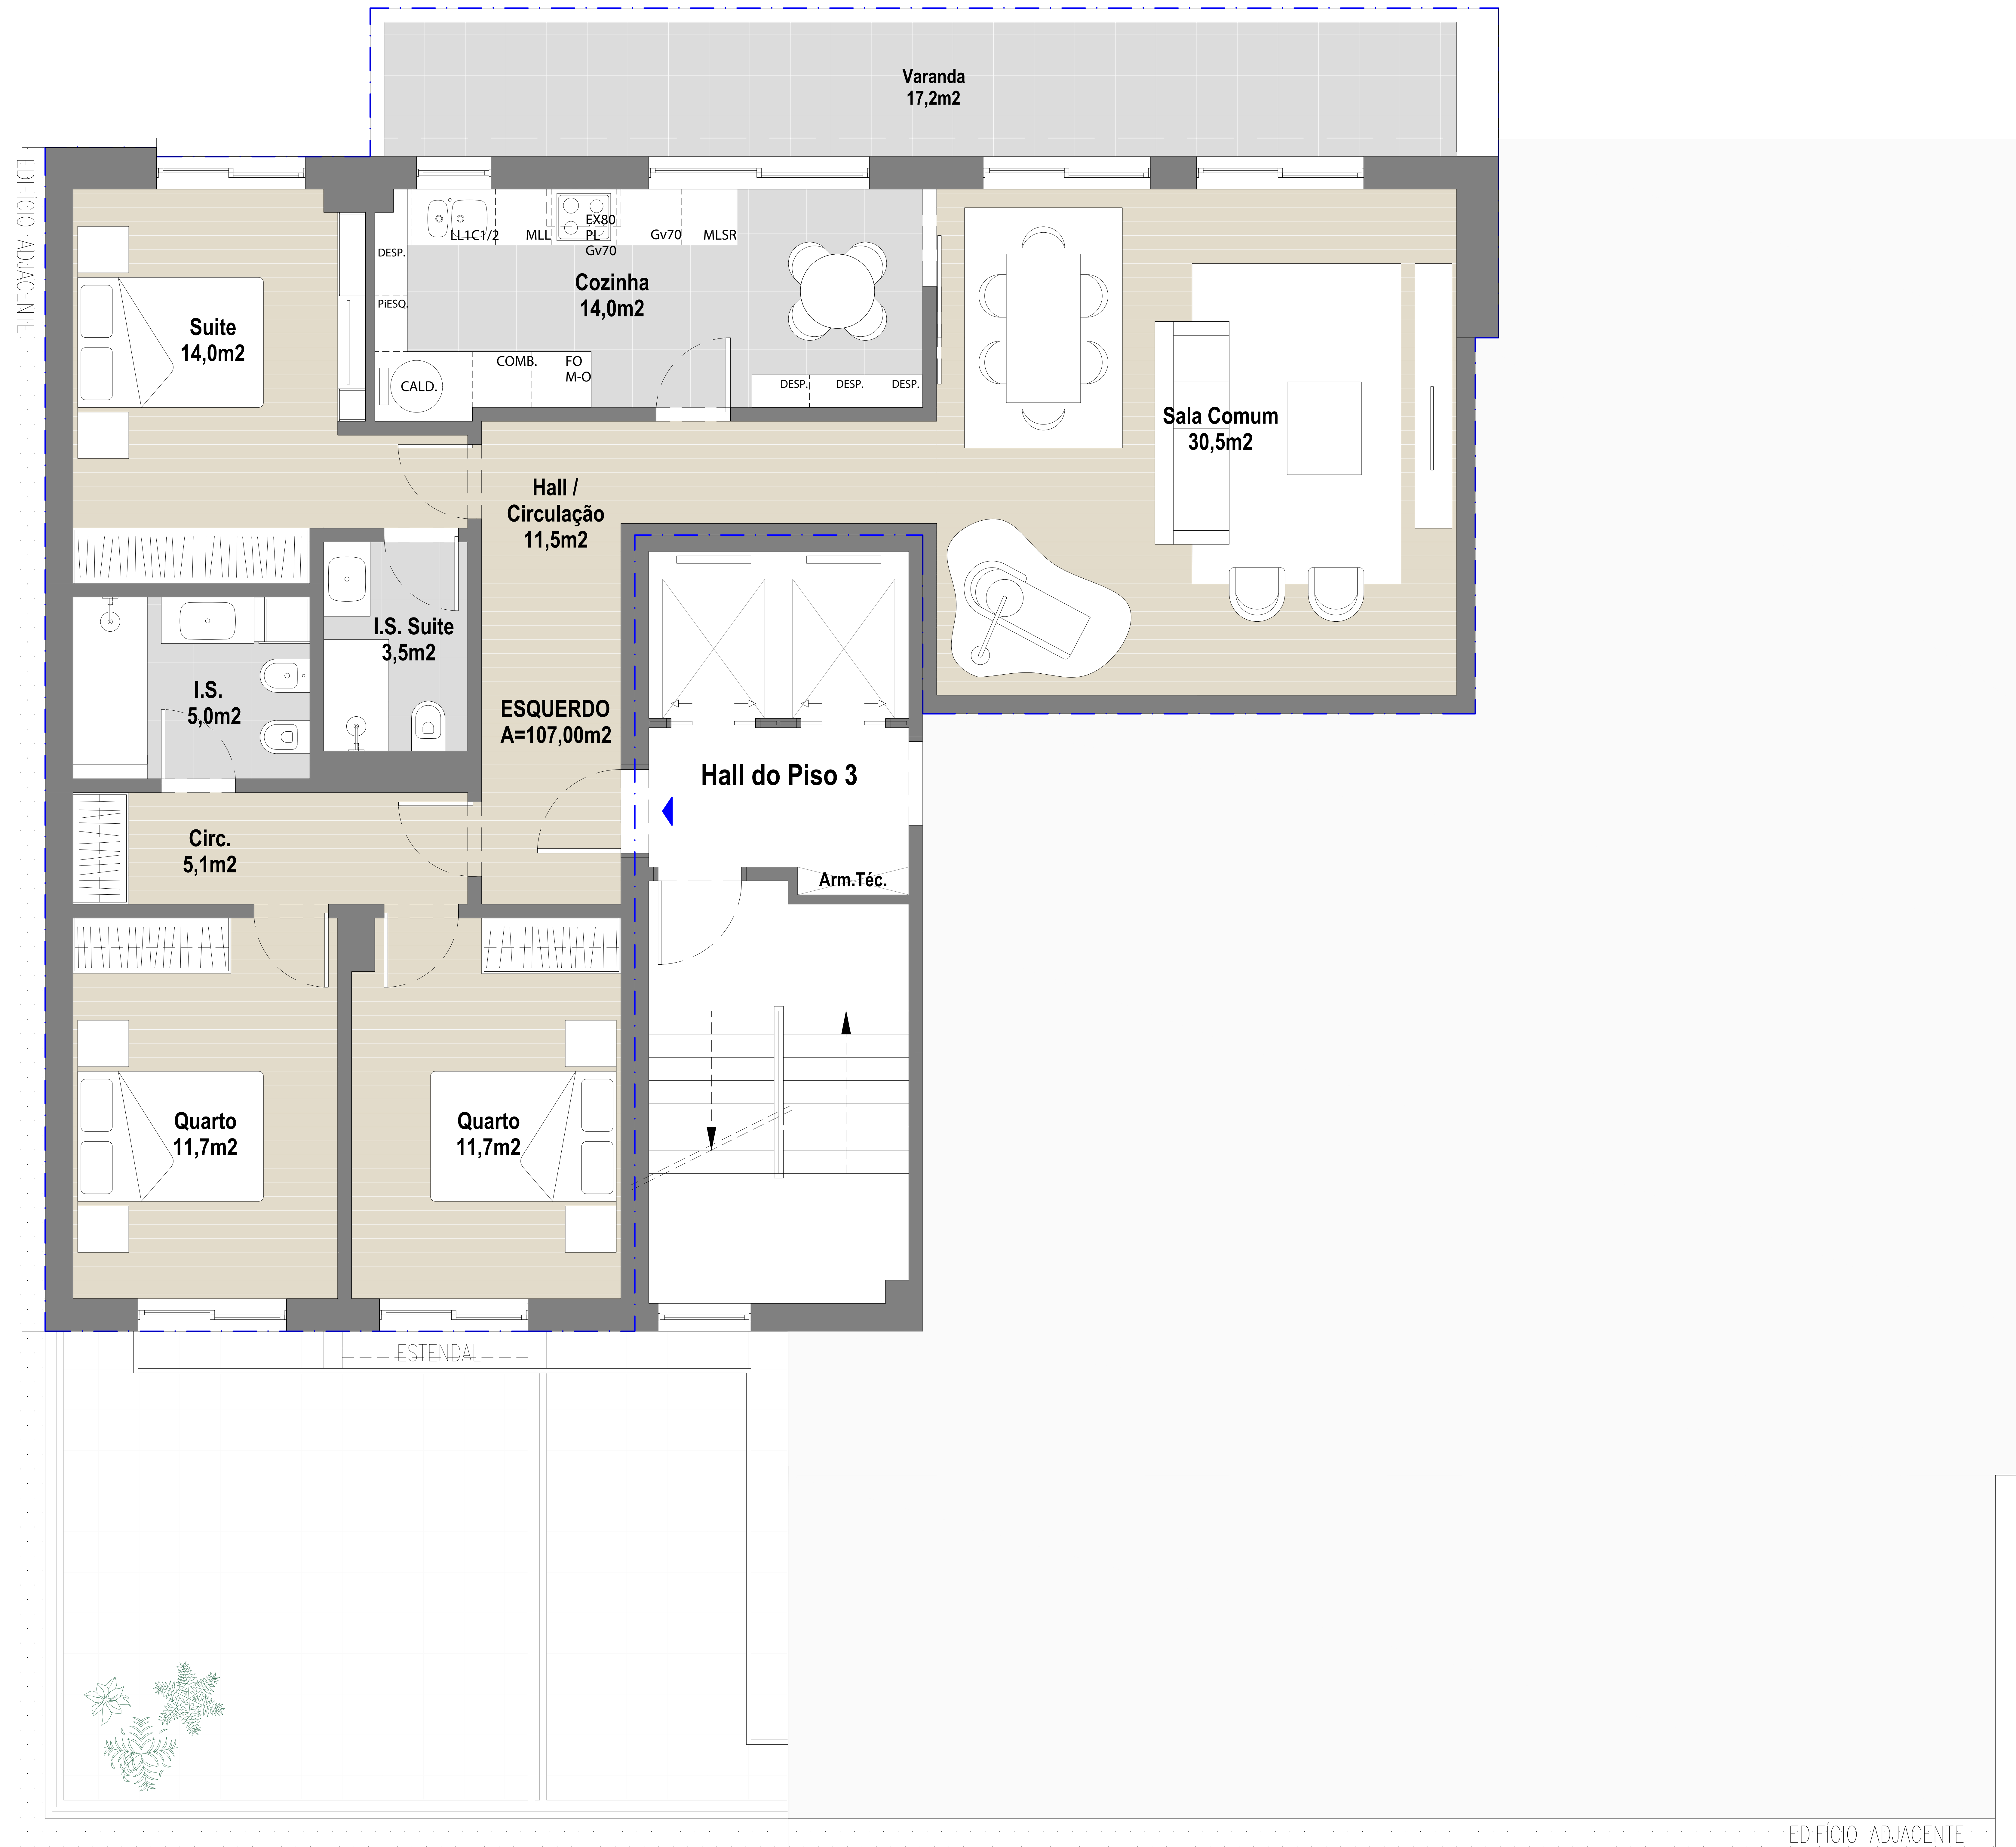 Varanda
17,2m2
EDIFÍCIO ADJACENTE
LL1C1/2
MLL
EX80
PL
Gv70
Gv70
MLSR
DESP.
PiESQ.
Cozinha
14,0m2
CALD.
COMB.
FO
M-O
DESP.
DESP.
DESP.
Suite
14,0m2
Sala Comum
30,5m2
Hall /
Circulação
11,5m2
I.S. Suite
3,5m2
I.S.
5,0m2
ESQUERDO
A=107,00m2
Hall do Piso 3
Circ.
5,1m2
Arm.Téc.
Quarto
11,7m2
Quarto
11,7m2
ESTENDAL
EDIFÍCIO ADJACENTE